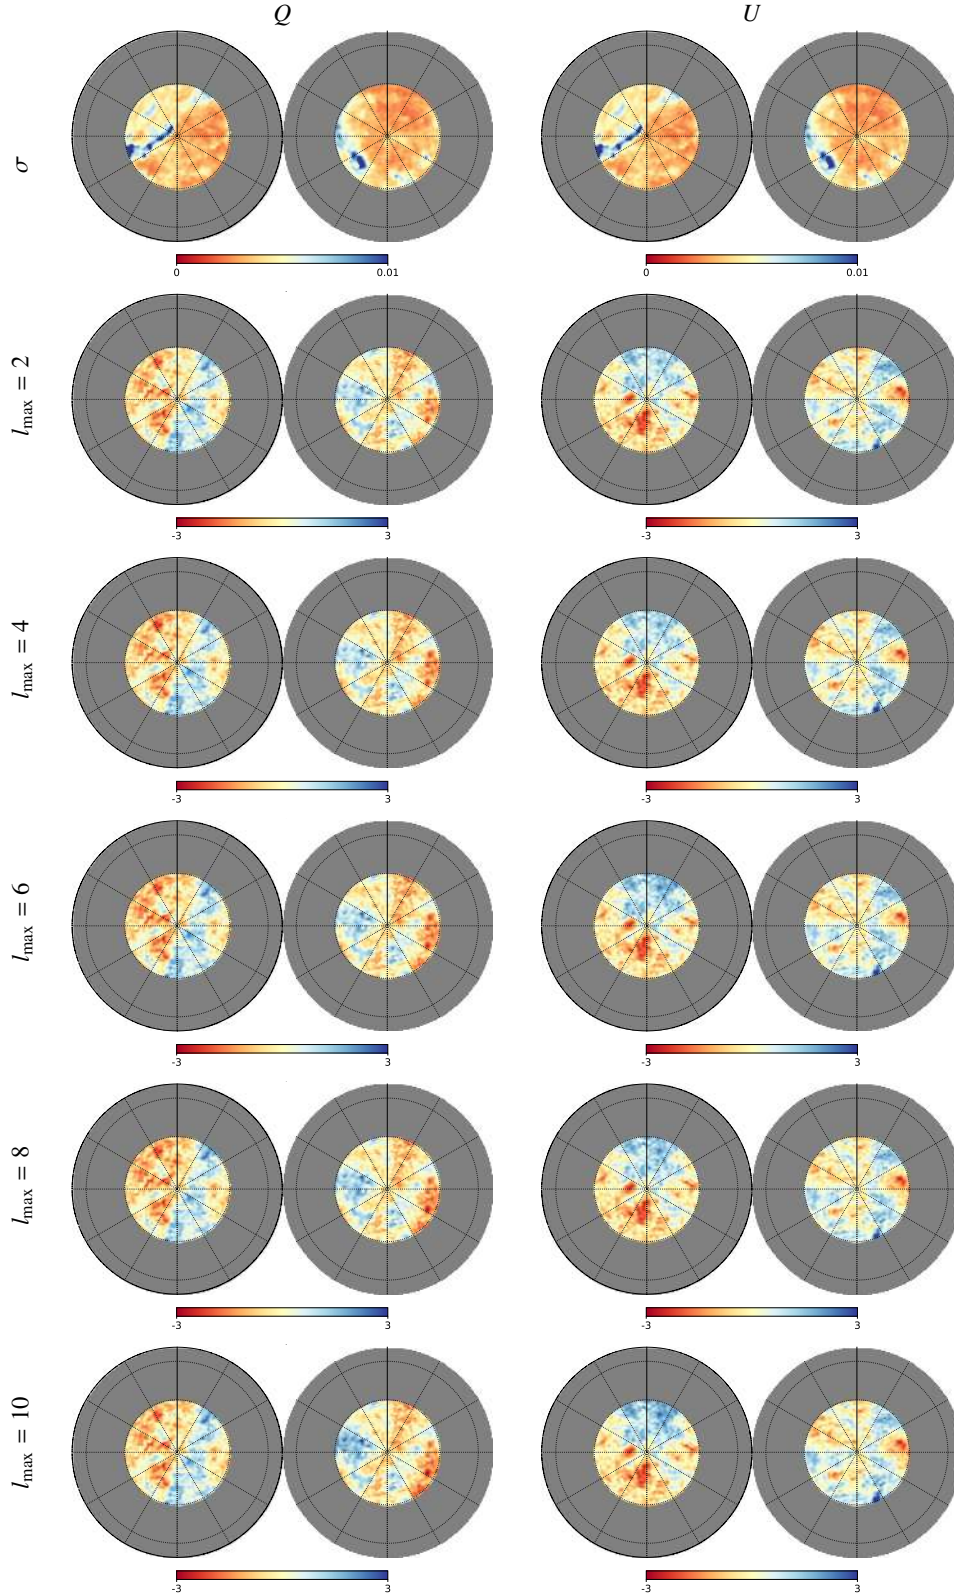 Q U
σ
0 0.01 0 0.01
l_max = 2
-3 3 -3 3
l_max = 4
-3 3 -3 3
l_max = 6
-3 3 -3 3
l_max = 8
-3 3 -3 3
l_max = 10
-3 3 -3 3